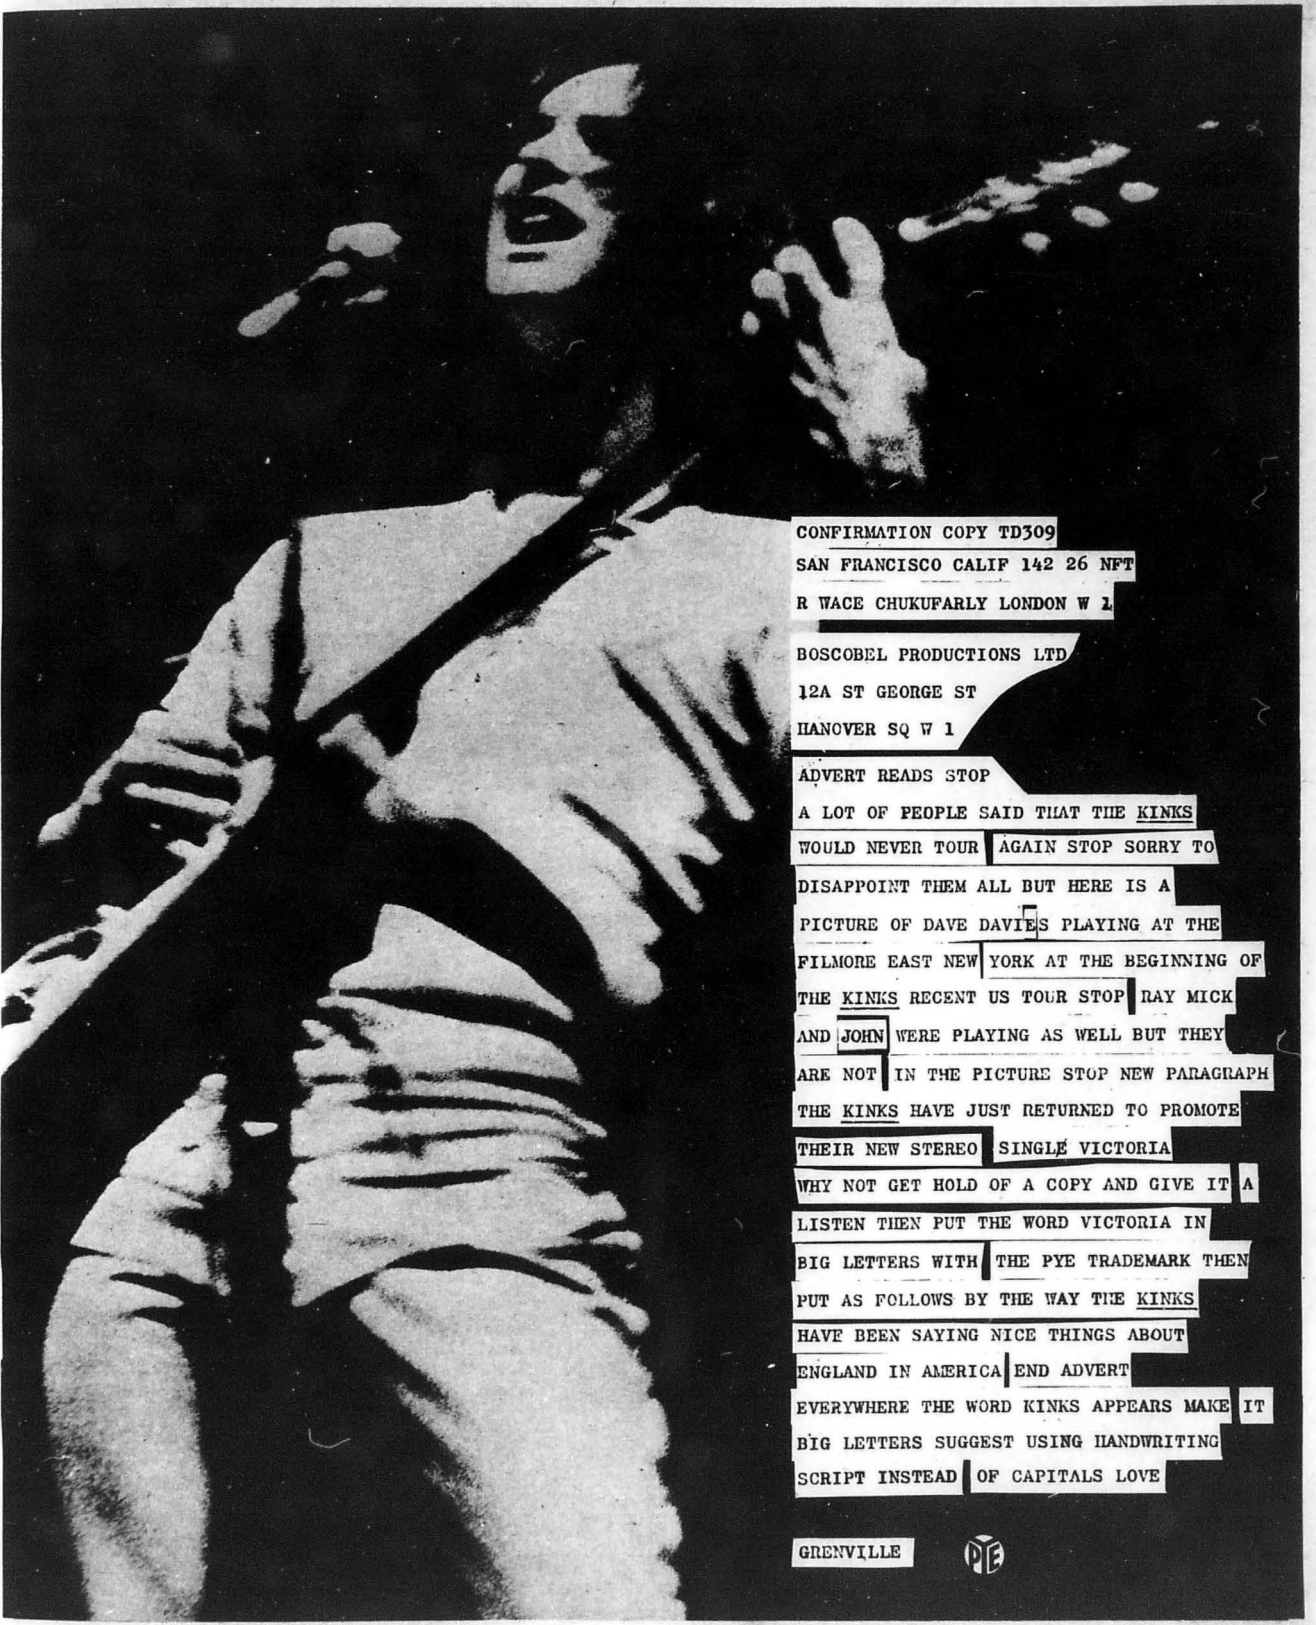 CONFIRMATION COPY TD309
SAN FRANCISCO CALIF 142 26 NFT
R WACE CHUKUFARLY LONDON W 1
BOSCOBEL PRODUCTIONS LTD
12A ST GEORGE ST
HANOVER SQ W 1
ADVERT READS STOP
A LOT OF PEOPLE SAID THAT THE KINKS
WOULD NEVER TOUR AGAIN STOP SORRY TO
DISAPPOINT THEM ALL BUT HERE IS A
PICTURE OF DAVE DAVIES PLAYING AT THE
FILMORE EAST NEW YORK AT THE BEGINNING OF
THE KINKS RECENT US TOUR STOP RAY MICK
AND JOHN WERE PLAYING AS WELL BUT THEY
ARE NOT IN THE PICTURE STOP NEW PARAGRAPH
THE KINKS HAVE JUST RETURNED TO PROMOTE
THEIR NEW STEREO SINGLE VICTORIA
WHY NOT GET HOLD OF A COPY AND GIVE IT A
LISTEN THEN PUT THE WORD VICTORIA IN
BIG LETTERS WITH THE PYE TRADEMARK THEN
PUT AS FOLLOWS BY THE WAY THE KINKS
HAVE BEEN SAYING NICE THINGS ABOUT
ENGLAND IN AMERICA END ADVERT
EVERYWHERE THE WORD KINKS APPEARS MAKE IT
BIG LETTERS SUGGEST USING HANDWRITING
SCRIPT INSTEAD OF CAPITALS LOVE
GRENVILLE
PYE